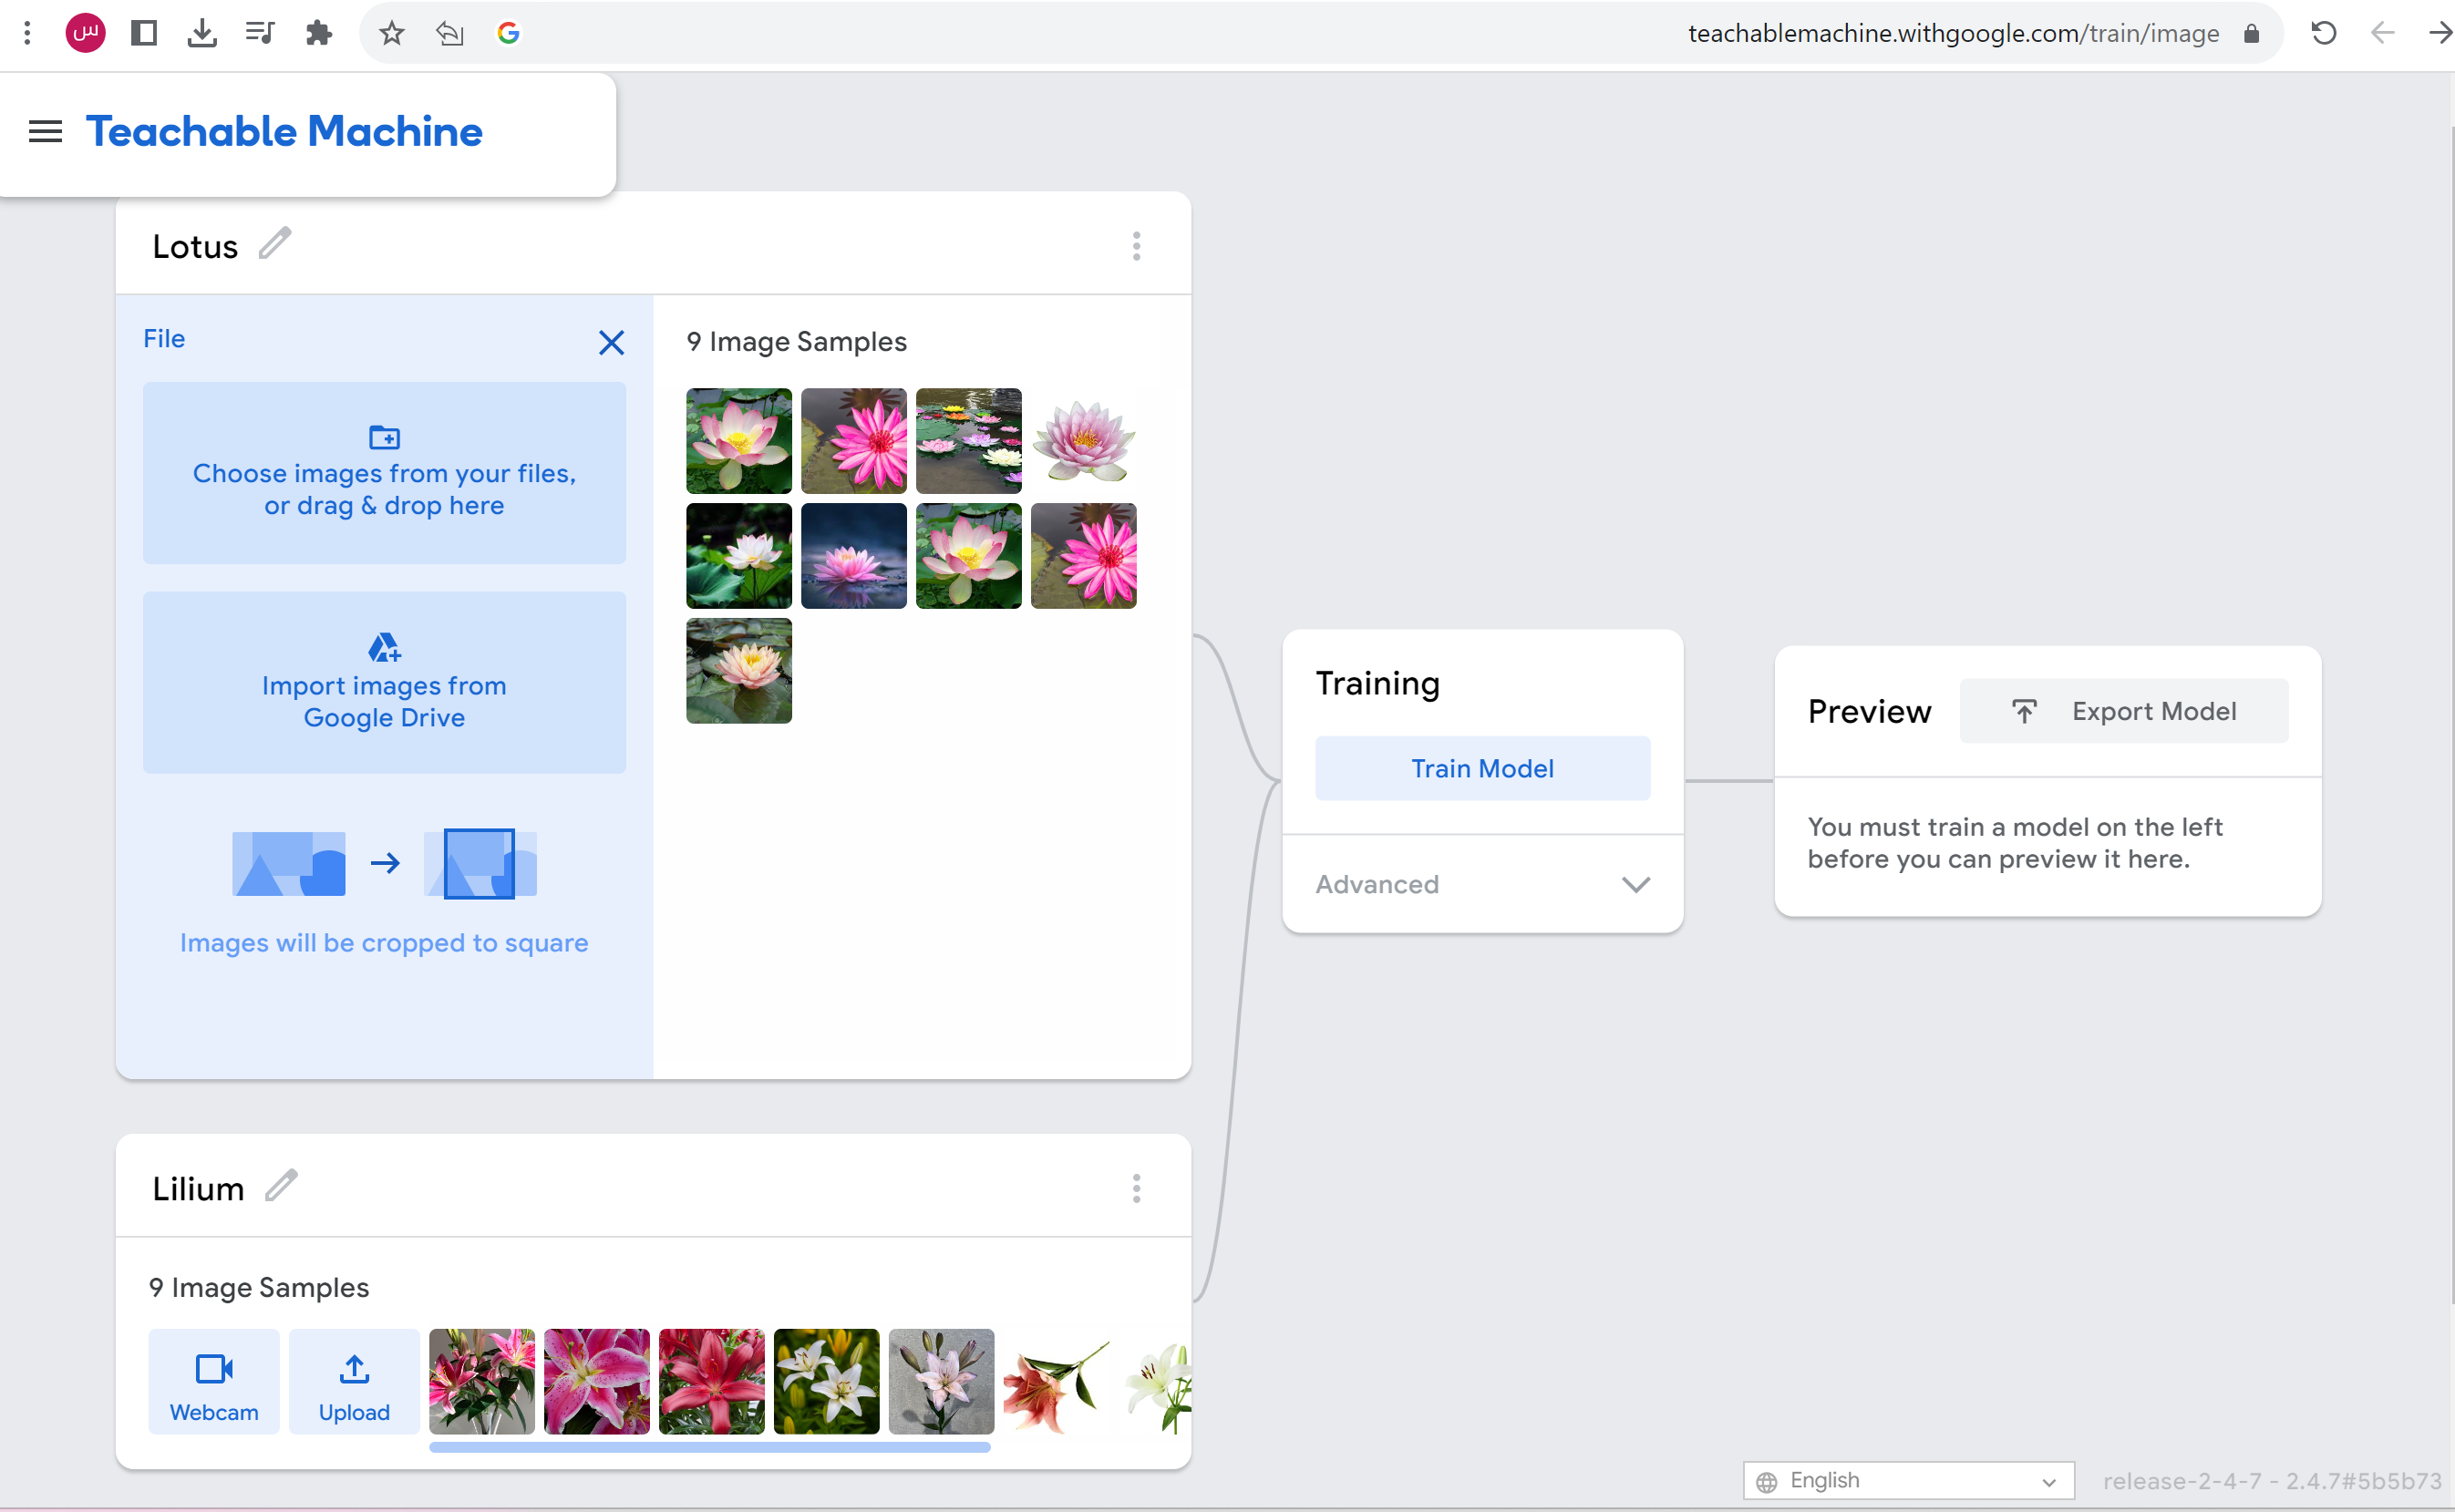 س
teachablemachine.withgoogle.com/train/image
Teachable Machine
Lotus
File
9 Image Samples
Choose images from your files,
or drag & drop here
Import images from
Google Drive
Images will be cropped to square
Training
Train Model
Advanced
Preview
Export Model
You must train a model on the left
before you can preview it here.
Lilium
9 Image Samples
Webcam
Upload
English
release-2-4-7 - 2.4.7#5b5b73